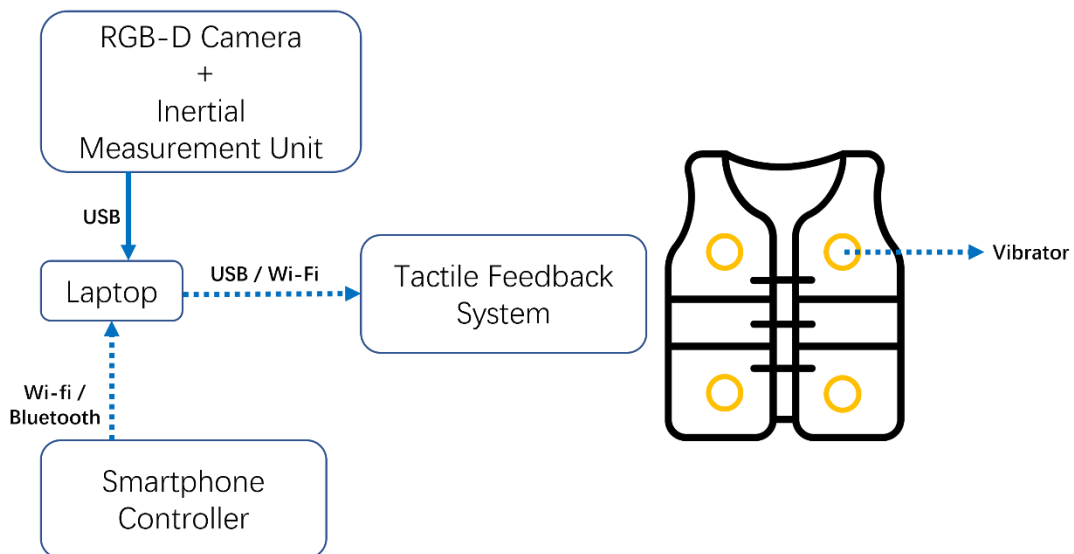 RGB-D Camera
+
Inertial
Measurement Unit
USB
Laptop
USB / Wi-Fi
Tactile Feedback
System
Vibrator
Wi-fi /
Bluetooth
Smartphone
Controller